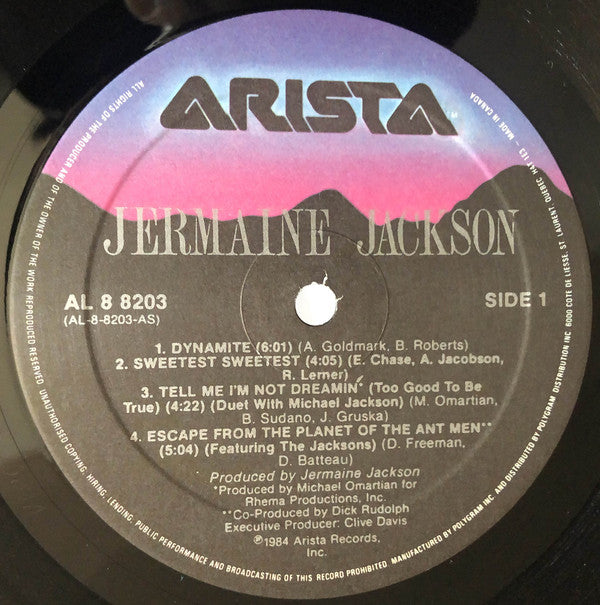 ARISTA™
JERMAINE JACKSON
AL 8 8203
(AL-8-8203-AS)
SIDE 1
1. DYNAMITE (6:01) (A. Goldmark, B. Roberts)
2. SWEETEST SWEETEST (4:05) (E. Chase, A. Jacobson,
R. Lerner)
3. TELL ME I'M NOT DREAMIN* (Too Good To Be
True) (4:22) (Duet With Michael Jackson) (M. Omartian,
B. Sudano, J. Gruska)
4. ESCAPE FROM THE PLANET OF THE ANT MEN**
(5:04) (Featuring The Jacksons) (D. Freeman,
D. Batteau)
Produced by Jermaine Jackson
*Produced by Michael Omartian for
Rhema Productions, Inc.
**Co-Produced by Dick Rudolph
Executive Producer: Clive Davis
℗1984 Arista Records,
Inc.
ALL RIGHTS OF THE PRODUCER AND OF THE OWNER OF THE WORK REPRODUCED RESERVED. UNAUTHORISED COPYING, HIRING, LENDING, PUBLIC PERFORMANCE AND BROADCASTING OF THIS RECORD PROHIBITED. MANUFACTURED BY POLYGRAM INC AND DISTRIBUTED BY POLYGRAM DISTRIBUTION INC 6000 COTE DE LIESSE, ST. LAURENT, QUEBEC, H4T 1E3 - MADE IN CANADA